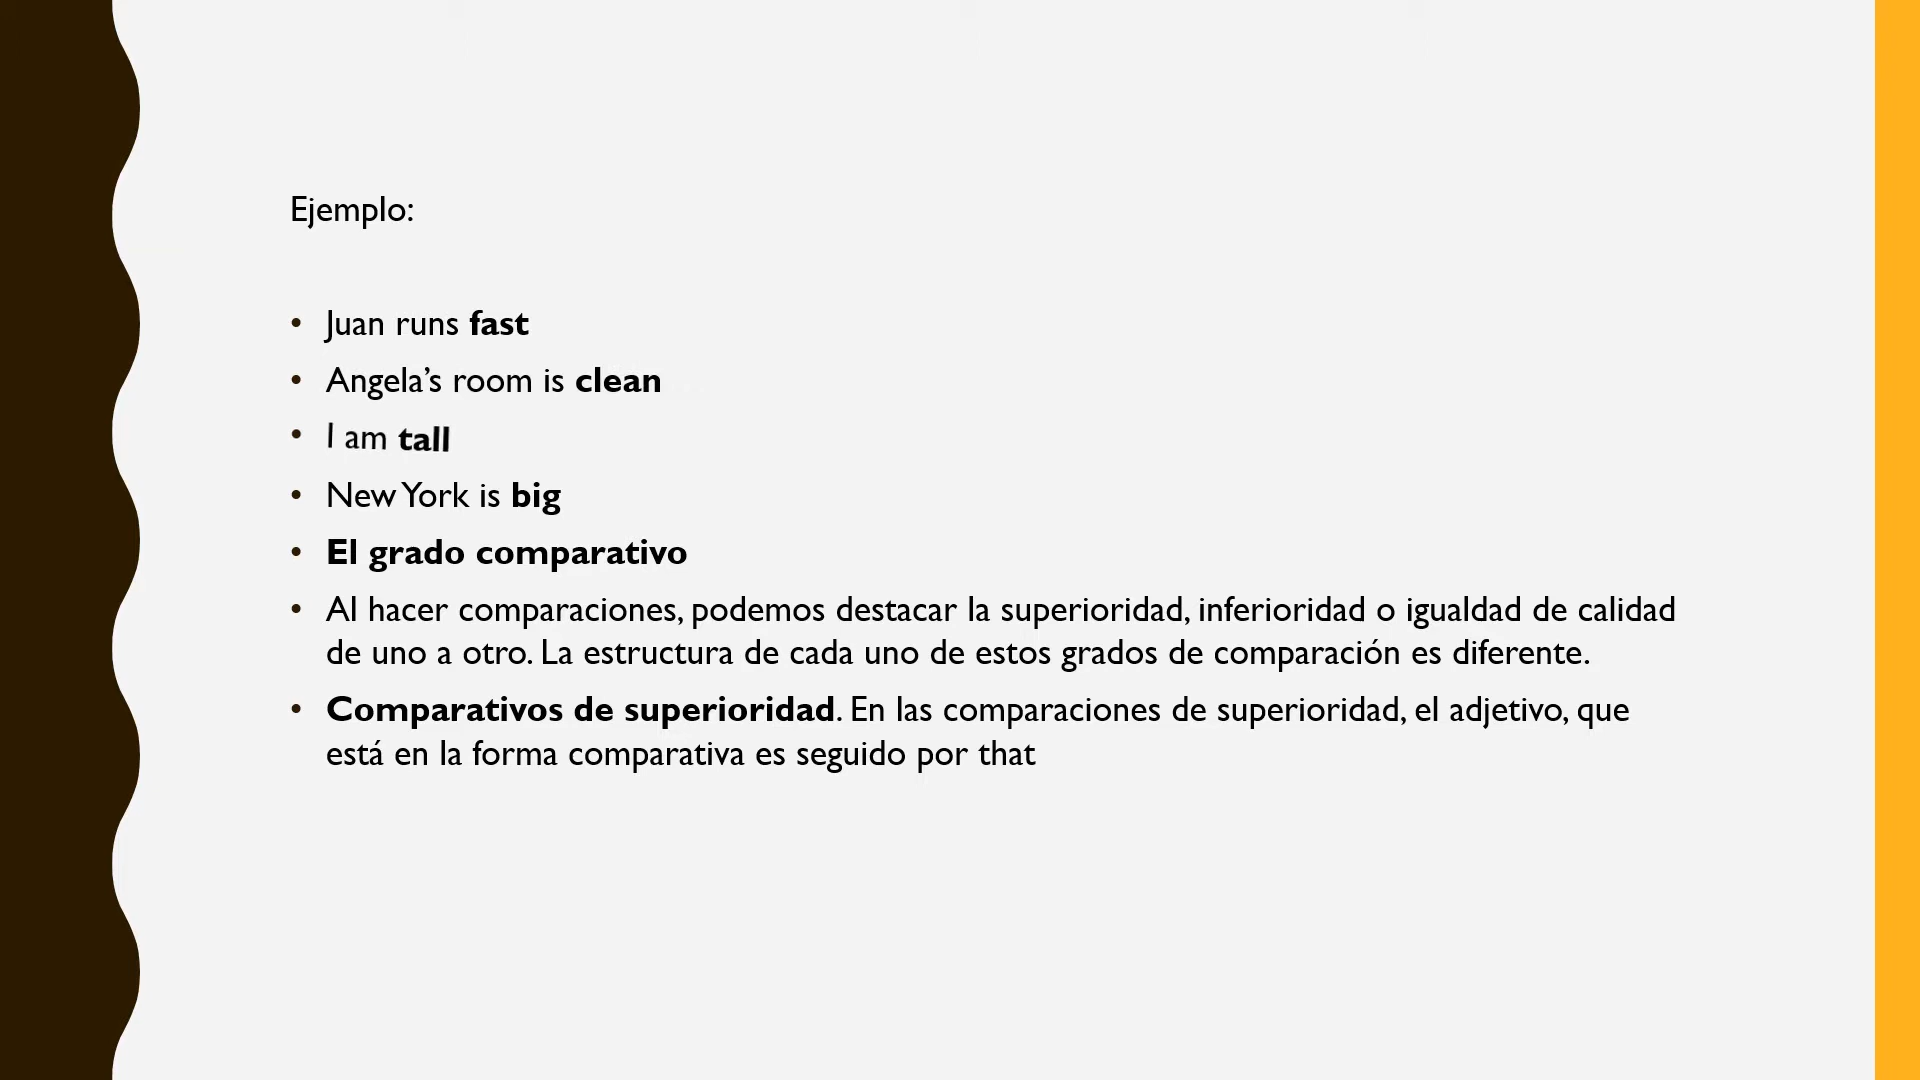 Ejemplo:
• Juan runs fast
• Angela’s room is clean
• I am tall
• New York is big
• El grado comparativo
• Al hacer comparaciones, podemos destacar la superioridad, inferioridad o igualdad de calidad
de uno a otro. La estructura de cada uno de estos grados de comparación es diferente.
• Comparativos de superioridad. En las comparaciones de superioridad, el adjetivo, que
está en la forma comparativa es seguido por that